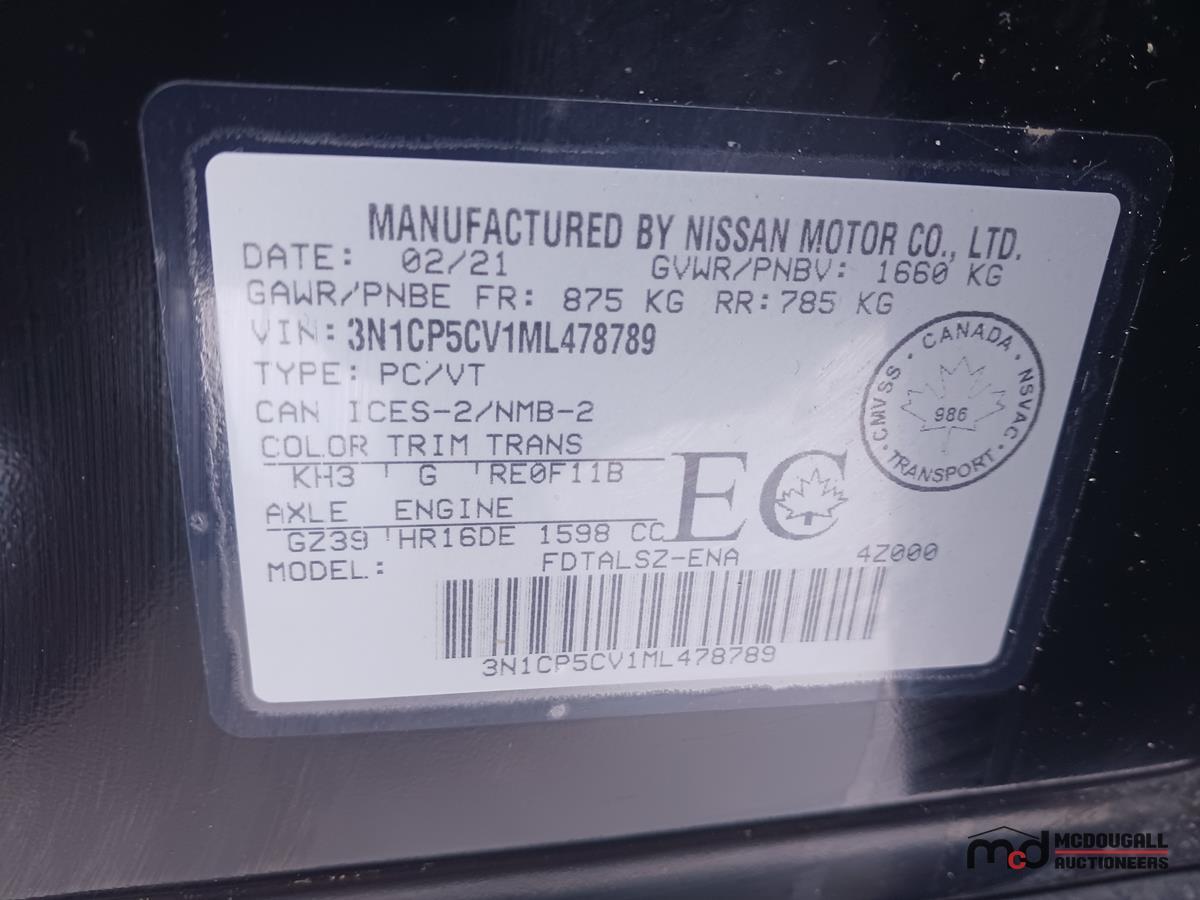 MANUFACTURED BY NISSAN MOTOR CO., LTD.
DATE: 02/21 GVWR/PNBV: 1660 KG
GAWR/PNBE FR: 875 KG RR: 785 KG
VIN: 3N1CP5CV1ML478789
TYPE: PC/VT
CAN ICES-2/NMB-2
COLOR TRIM TRANS
KH3 ' G ' RE0F11B
AXLE ENGINE
GZ39 ' HR16DE 1598 CC
MODEL: FDTALSZ-ENA 4Z000
3N1CP5CV1ML478789
EC
CANADA · NSVAC · TRANSPORT · CMVSS ·
986
mcd MCDOUGALL
AUCTIONEERS